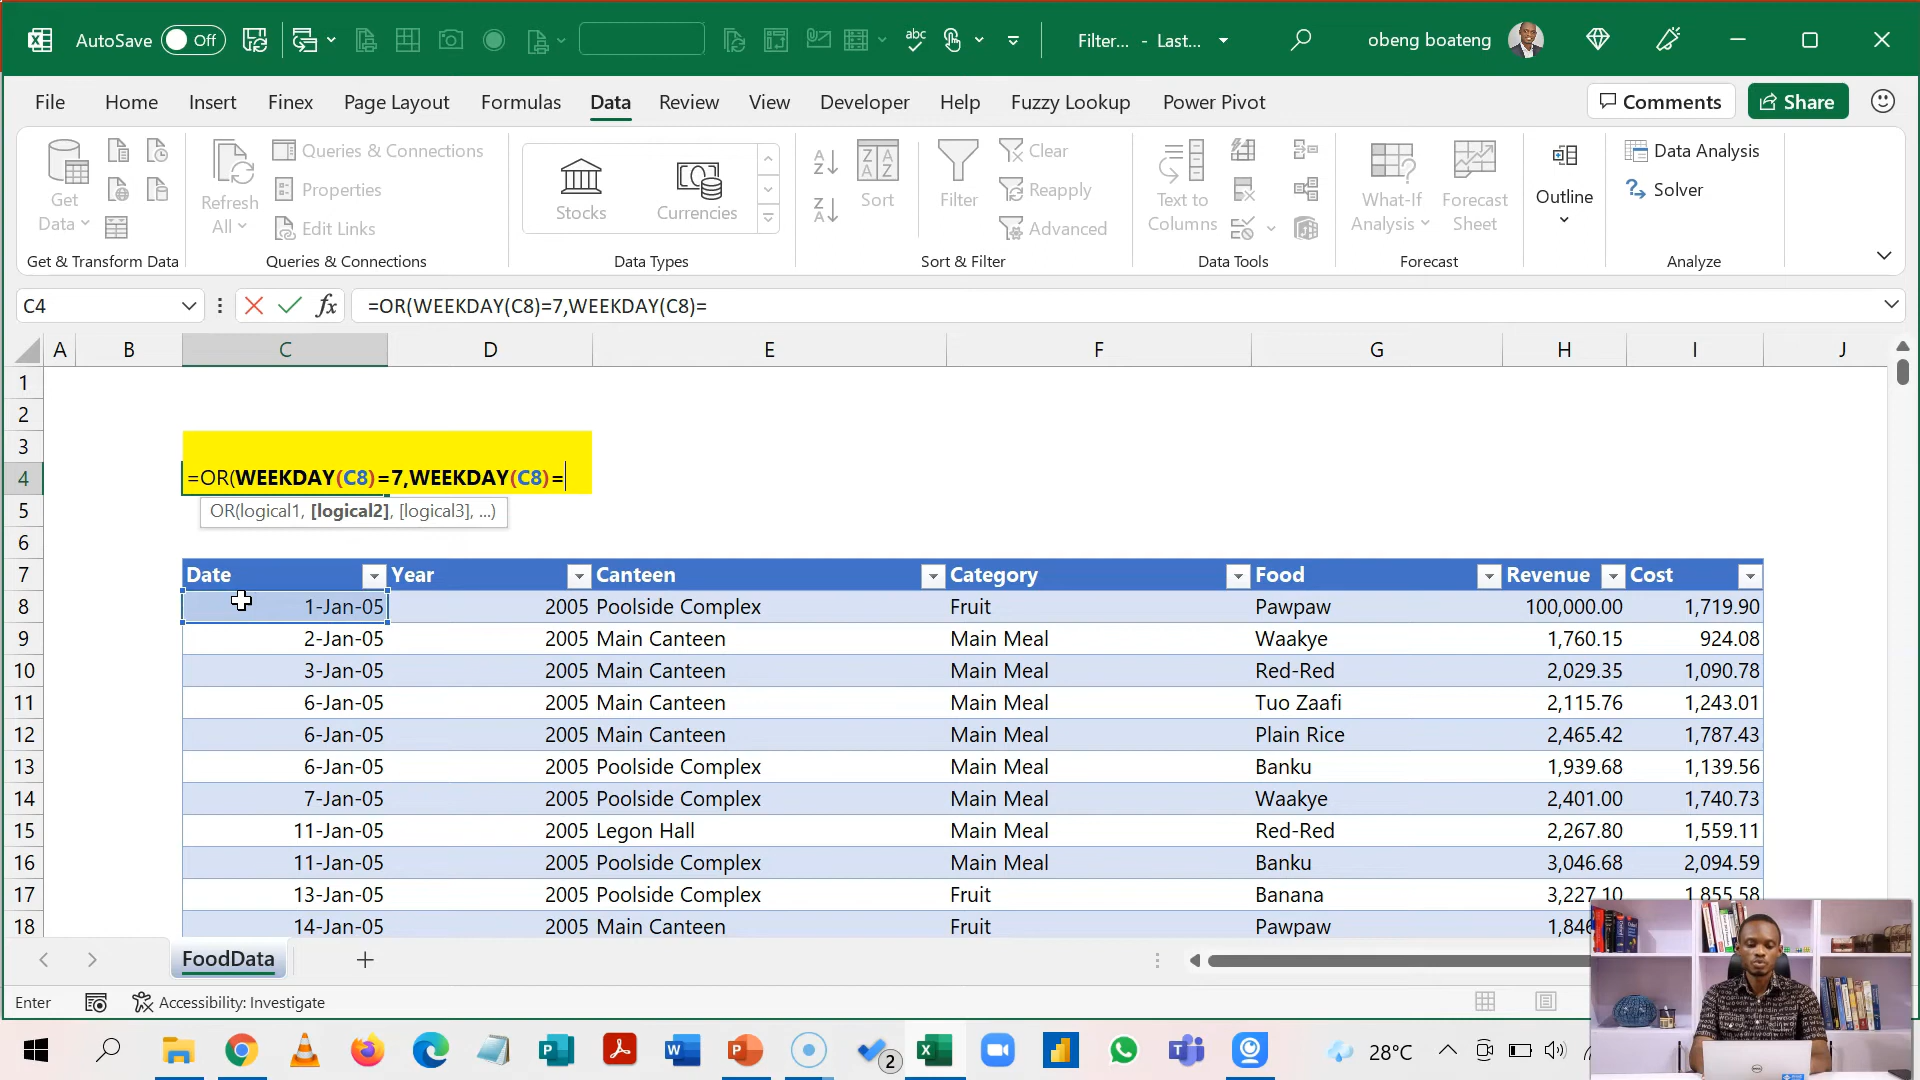 AutoSave Off Filter... - Last... obeng boateng
File Home Insert Finex Page Layout Formulas Data Review View Developer Help Fuzzy Lookup Power Pivot Comments Share
Get Data
Refresh All
Queries & Connections
Properties
Edit Links
Stocks Currencies
Sort
Filter
Clear
Reapply
Advanced
Text to Columns
What-If Analysis
Forecast Sheet
Outline
Data Analysis
Solver
Get & Transform Data Queries & Connections Data Types Sort & Filter Data Tools Forecast Analyze
C4 fx =OR(WEEKDAY(C8)=7,WEEKDAY(C8)=
A B C D E F G H I J
1
2
3
4 =OR(WEEKDAY(C8)=7,WEEKDAY(C8)=
5 OR(logical1, [logical2], [logical3], ...)
6
7 Date Year Canteen Category Food Revenue Cost
8 1-Jan-05 2005 Poolside Complex Fruit Pawpaw 100,000.00 1,719.90
9 2-Jan-05 2005 Main Canteen Main Meal Waakye 1,760.15 924.08
10 3-Jan-05 2005 Main Canteen Main Meal Red-Red 2,029.35 1,090.78
11 6-Jan-05 2005 Main Canteen Main Meal Tuo Zaafi 2,115.76 1,243.01
12 6-Jan-05 2005 Main Canteen Main Meal Plain Rice 2,465.42 1,787.43
13 6-Jan-05 2005 Poolside Complex Main Meal Banku 1,939.68 1,139.56
14 7-Jan-05 2005 Poolside Complex Main Meal Waakye 2,401.00 1,740.73
15 11-Jan-05 2005 Legon Hall Main Meal Red-Red 2,267.80 1,559.11
16 11-Jan-05 2005 Poolside Complex Main Meal Banku 3,046.68 2,094.59
17 13-Jan-05 2005 Poolside Complex Fruit Banana 3,227.10 1,855.58
18 14-Jan-05 2005 Main Canteen Fruit Pawpaw 1,846
FoodData
Enter Accessibility: Investigate
2 28°C